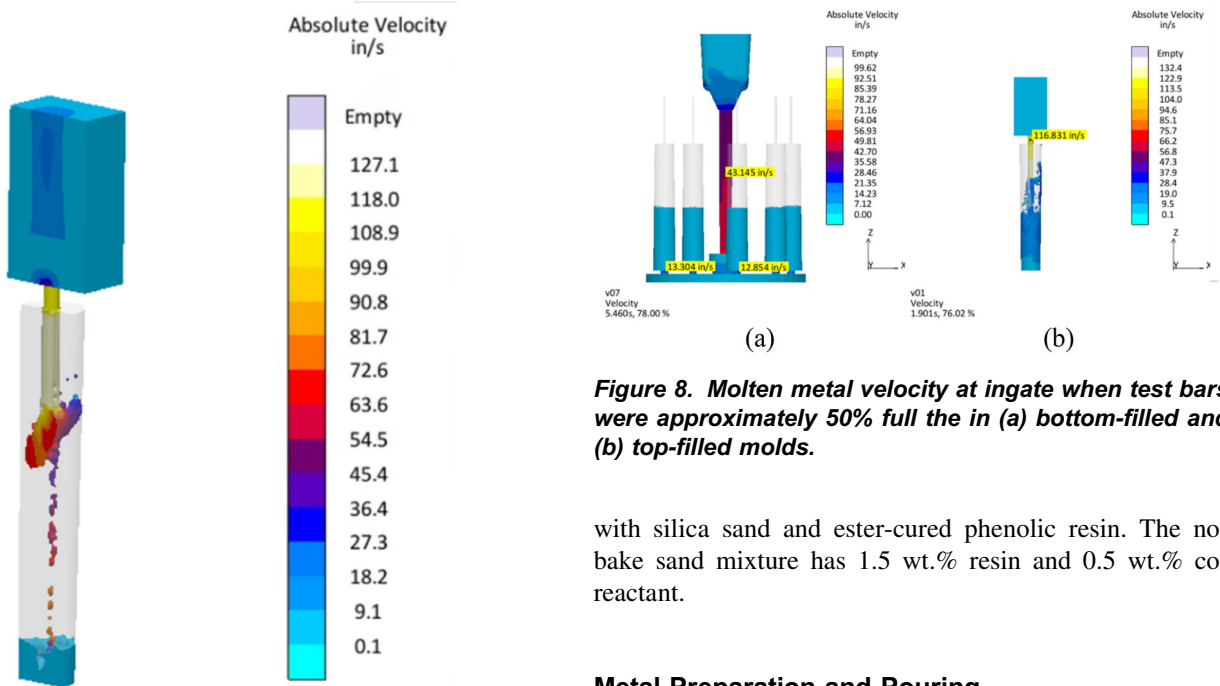 Absolute Velocity
in/s
Empty
127.1
118.0
108.9
99.9
90.8
81.7
72.6
63.6
54.5
45.4
36.4
27.3
18.2
9.1
0.1
Absolute Velocity
in/s
Empty
99.62
92.51
85.39
78.27
71.16
64.04
56.93
49.81
42.70
35.58
28.46
21.35
14.23
7.12
0.00
43.145 in/s
13.304 in/s
12.854 in/s
Z
Y X
v07
Velocity
5.460s, 78.00 %
(a)
Absolute Velocity
in/s
Empty
132.4
122.9
113.5
104.0
94.6
85.1
75.7
66.2
56.8
47.3
37.9
28.4
19.0
9.5
0.1
116.831 in/s
Z
Y X
v01
Velocity
1.901s, 76.02 %
(b)
Figure 8. Molten metal velocity at ingate when test bars
were approximately 50% full the in (a) bottom-filled and
(b) top-filled molds.
with silica sand and ester-cured phenolic resin. The no
bake sand mixture has 1.5 wt.% resin and 0.5 wt.% co
reactant.
Metal Preparation and Pouring